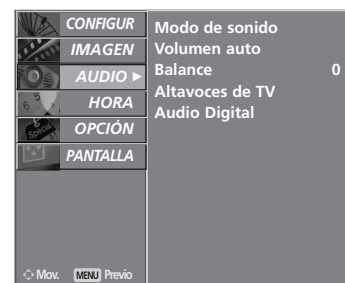 CONFIGUR
IMAGEN
AUDIO ►
HORA
Special
OPCIÓN
PANTALLA
Modo de sonido
Volumen auto
Balance 0
Altavoces de TV
Audio Digital
Mov. MENU Previo